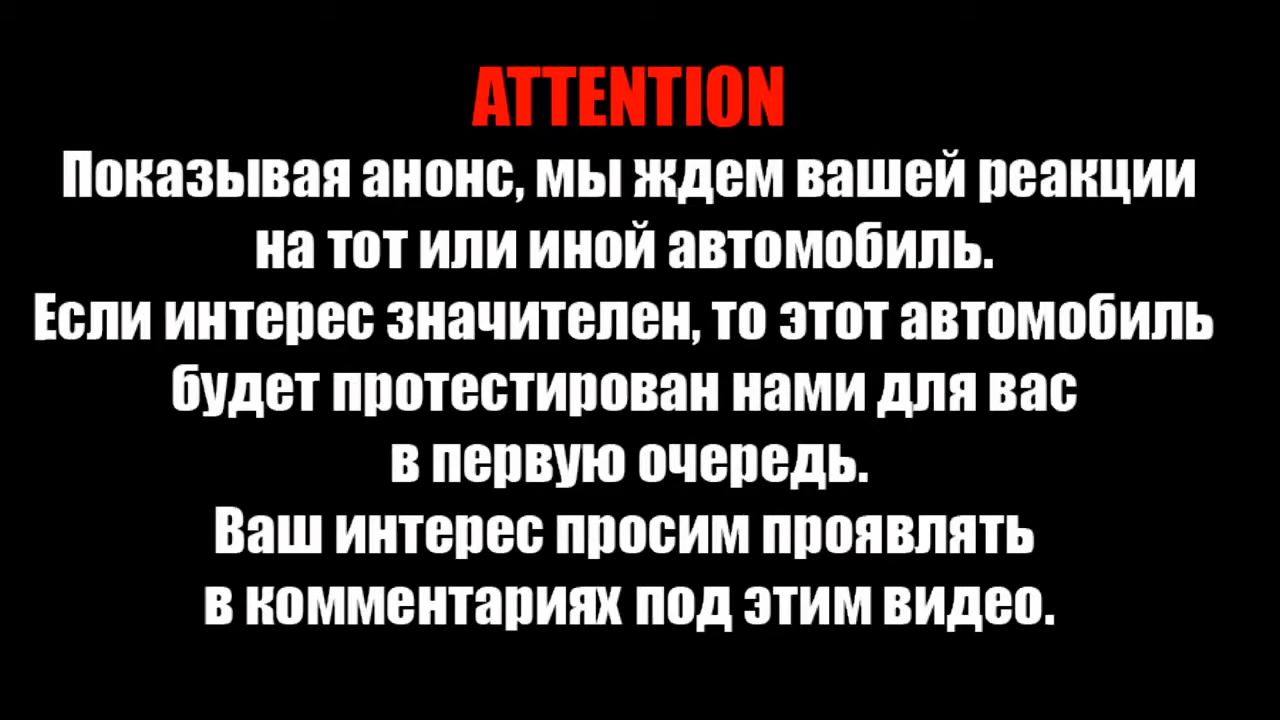 ATTENTION
Показывая анонс, мы ждем вашей реакции
на тот или иной автомобиль.
Если интерес значителен, то этот автомобиль
будет протестирован нами для вас
в первую очередь.
Ваш интерес просим проявлять
в комментариях под этим видео.